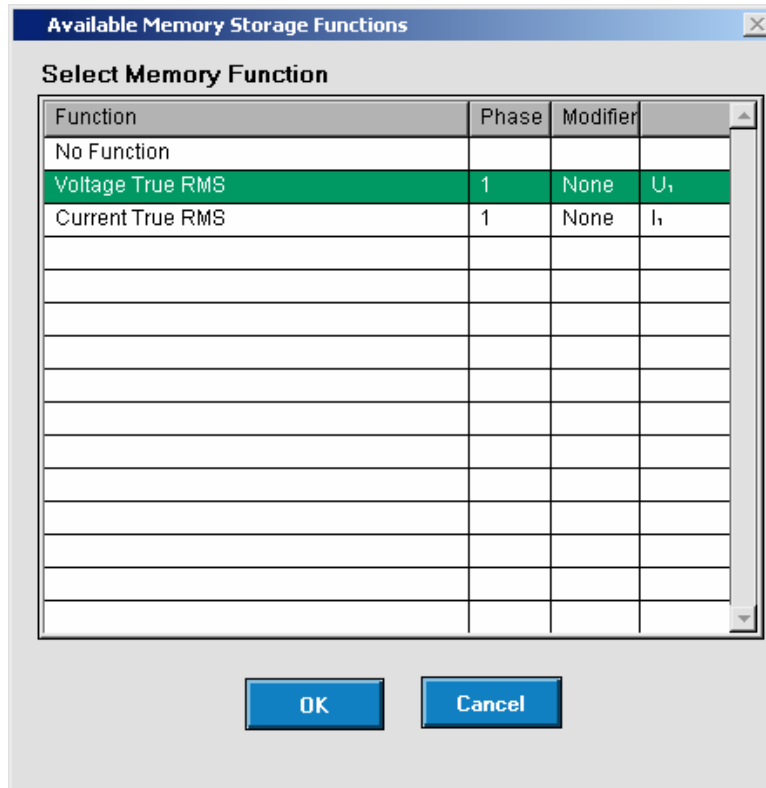 Available Memory Storage Functions
Select Memory Function
Function Phase Modifier
No Function
Voltage True RMS 1 None U₁
Current True RMS 1 None I₁
OK Cancel